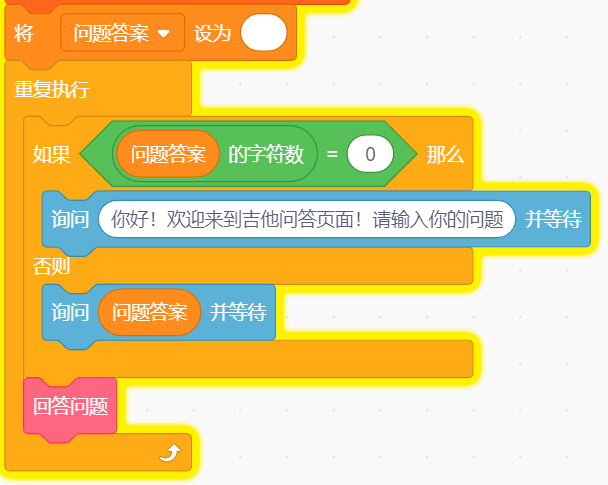 将 问题答案 设为
重复执行
如果 问题答案 的字符数 = 0 那么
询问 你好！欢迎来到吉他问答页面！请输入你的问题 并等待
否则
询问 问题答案 并等待
回答问题